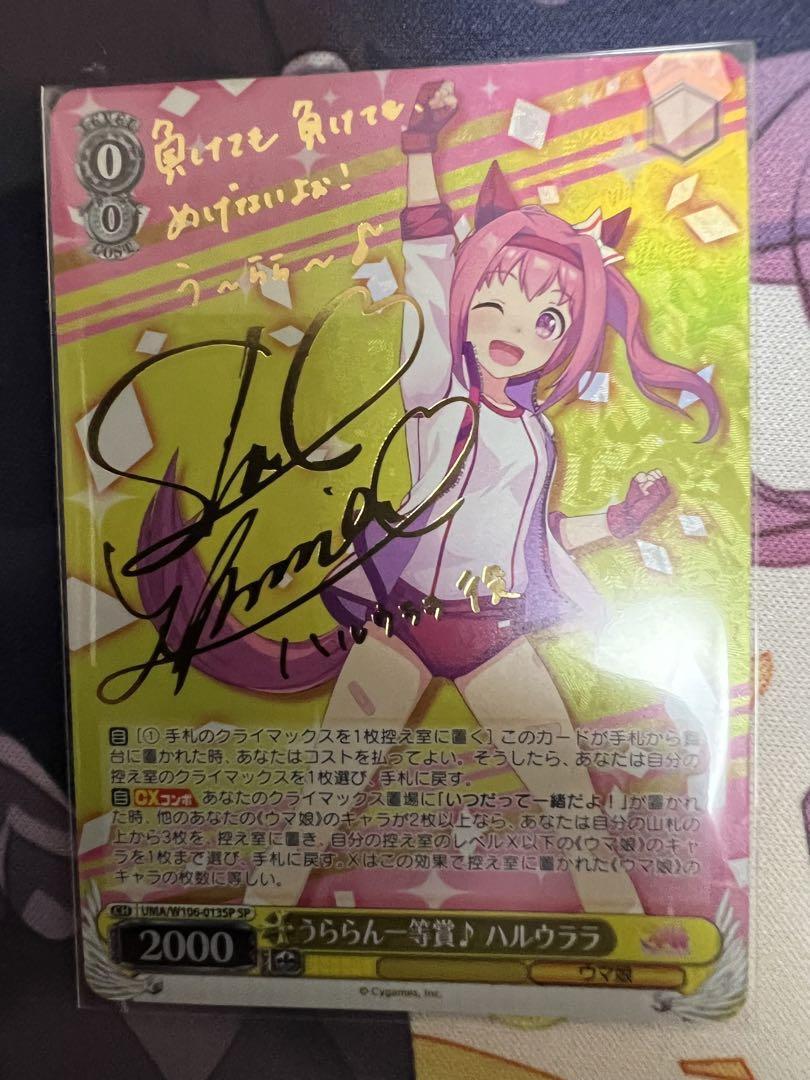 LEVEL
0
0
COST
負けても 負けても、
めげないよぉ!
う〜らら〜♪
ハルウララ 役
自 [① 手札のクライマックスを1枚控え室に置く] このカードが手札から舞
台に置かれた時、あなたはコストを払ってよい。そうしたら、あなたは自分の
控え室のクライマックスを1枚選び、手札に戻す。
自 CXコンボ あなたのクライマックス置場に「いつだって一緒だよ!」が置かれ
た時、他のあなたの《ウマ娘》のキャラが2枚以上なら、あなたは自分の山札の
上から3枚を、控え室に置き、自分の控え室のレベルX以下の《ウマ娘》のキャ
ラを1枚まで選び、手札に戻す。Xはこの効果で控え室に置かれた《ウマ娘》の
キャラの枚数に等しい。
CH UMA/W106-013SP SP
2000
うららん一等賞♪ ハルウララ
ウマ娘
© Cygames, Inc.